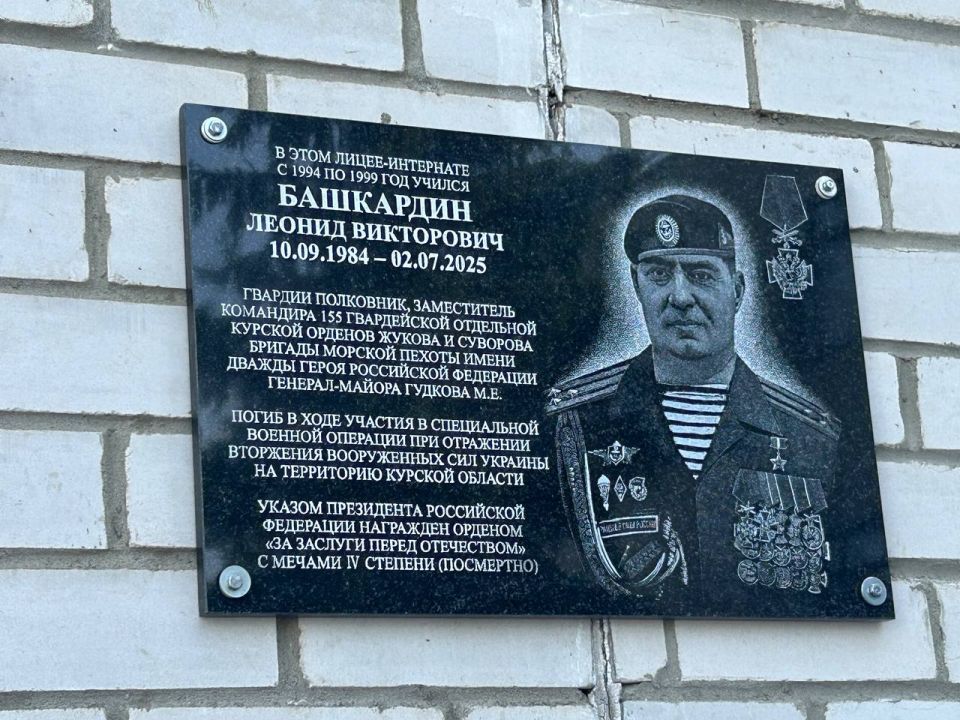 В ЭТОМ ЛИЦЕЕ-ИНТЕРНАТЕ
С 1994 ПО 1999 ГОД УЧИЛСЯ
БАШКАРДИН
ЛЕОНИД ВИКТОРОВИЧ
10.09.1984 – 02.07.2025
ГВАРДИИ ПОЛКОВНИК, ЗАМЕСТИТЕЛЬ
КОМАНДИРА 155 ГВАРДЕЙСКОЙ ОТДЕЛЬНОЙ
КУРСКОЙ ОРДЕНОВ ЖУКОВА И СУВОРОВА
БРИГАДЫ МОРСКОЙ ПЕХОТЫ ИМЕНИ
ДВАЖДЫ ГЕРОЯ РОССИЙСКОЙ ФЕДЕРАЦИИ
ГЕНЕРАЛ-МАЙОРА ГУДКОВА М.Е.
ПОГИБ В ХОДЕ УЧАСТИЯ В СПЕЦИАЛЬНОЙ
ВОЕННОЙ ОПЕРАЦИИ ПРИ ОТРАЖЕНИИ
ВТОРЖЕНИЯ ВООРУЖЕННЫХ СИЛ УКРАИНЫ
НА ТЕРРИТОРИЮ КУРСКОЙ ОБЛАСТИ
УКАЗОМ ПРЕЗИДЕНТА РОССИЙСКОЙ
ФЕДЕРАЦИИ НАГРАЖДЕН ОРДЕНОМ
«ЗА ЗАСЛУГИ ПЕРЕД ОТЕЧЕСТВОМ»
С МЕЧАМИ IV СТЕПЕНИ (ПОСМЕРТНО)